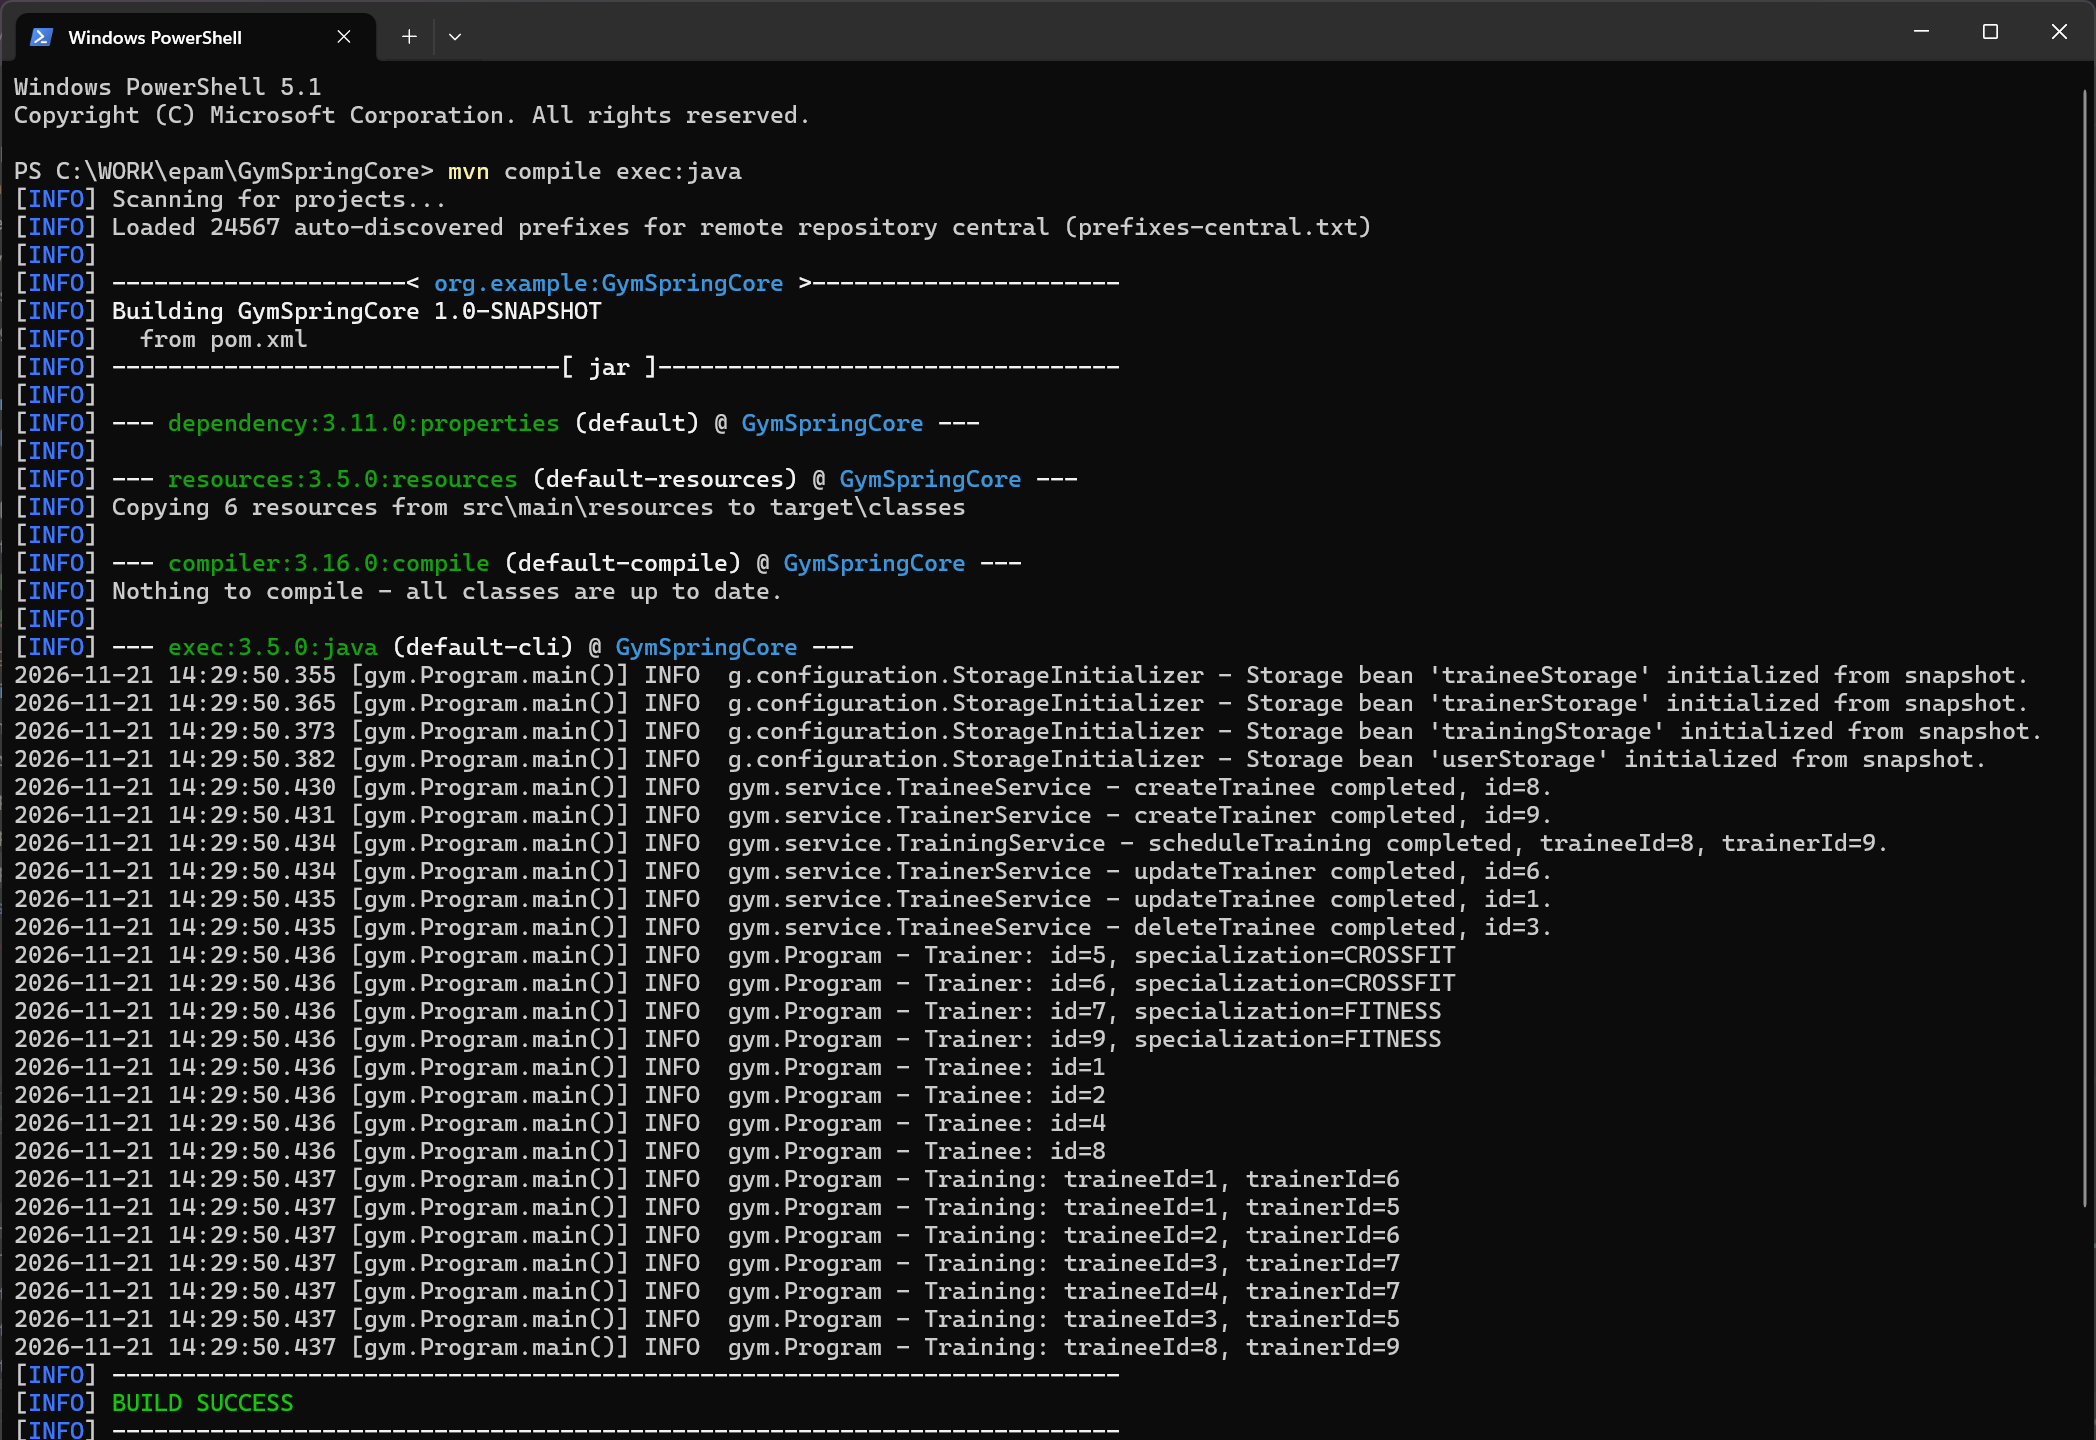 Windows PowerShell
Windows PowerShell 5.1
Copyright (C) Microsoft Corporation. All rights reserved.
PS C:\WORK\epam\GymSpringCore> mvn compile exec:java
[INFO] Scanning for projects...
[INFO] Loaded 24567 auto-discovered prefixes for remote repository central (prefixes-central.txt)
[INFO]
[INFO] ---------------------< org.example:GymSpringCore >----------------------
[INFO] Building GymSpringCore 1.0-SNAPSHOT
[INFO]   from pom.xml
[INFO] --------------------------------[ jar ]---------------------------------
[INFO]
[INFO] --- dependency:3.11.0:properties (default) @ GymSpringCore ---
[INFO]
[INFO] --- resources:3.5.0:resources (default-resources) @ GymSpringCore ---
[INFO] Copying 6 resources from src\main\resources to target\classes
[INFO]
[INFO] --- compiler:3.16.0:compile (default-compile) @ GymSpringCore ---
[INFO] Nothing to compile - all classes are up to date.
[INFO]
[INFO] --- exec:3.5.0:java (default-cli) @ GymSpringCore ---
2026-11-21 14:29:50.355 [gym.Program.main()] INFO  g.configuration.StorageInitializer - Storage bean 'traineeStorage' initialized from snapshot.
2026-11-21 14:29:50.365 [gym.Program.main()] INFO  g.configuration.StorageInitializer - Storage bean 'trainerStorage' initialized from snapshot.
2026-11-21 14:29:50.373 [gym.Program.main()] INFO  g.configuration.StorageInitializer - Storage bean 'trainingStorage' initialized from snapshot.
2026-11-21 14:29:50.382 [gym.Program.main()] INFO  g.configuration.StorageInitializer - Storage bean 'userStorage' initialized from snapshot.
2026-11-21 14:29:50.430 [gym.Program.main()] INFO  gym.service.TraineeService - createTrainee completed, id=8.
2026-11-21 14:29:50.431 [gym.Program.main()] INFO  gym.service.TrainerService - createTrainer completed, id=9.
2026-11-21 14:29:50.434 [gym.Program.main()] INFO  gym.service.TrainingService - scheduleTraining completed, traineeId=8, trainerId=9.
2026-11-21 14:29:50.434 [gym.Program.main()] INFO  gym.service.TrainerService - updateTrainer completed, id=6.
2026-11-21 14:29:50.435 [gym.Program.main()] INFO  gym.service.TraineeService - updateTrainee completed, id=1.
2026-11-21 14:29:50.435 [gym.Program.main()] INFO  gym.service.TraineeService - deleteTrainee completed, id=3.
2026-11-21 14:29:50.436 [gym.Program.main()] INFO  gym.Program - Trainer: id=5, specialization=CROSSFIT
2026-11-21 14:29:50.436 [gym.Program.main()] INFO  gym.Program - Trainer: id=6, specialization=CROSSFIT
2026-11-21 14:29:50.436 [gym.Program.main()] INFO  gym.Program - Trainer: id=7, specialization=FITNESS
2026-11-21 14:29:50.436 [gym.Program.main()] INFO  gym.Program - Trainer: id=9, specialization=FITNESS
2026-11-21 14:29:50.436 [gym.Program.main()] INFO  gym.Program - Trainee: id=1
2026-11-21 14:29:50.436 [gym.Program.main()] INFO  gym.Program - Trainee: id=2
2026-11-21 14:29:50.436 [gym.Program.main()] INFO  gym.Program - Trainee: id=4
2026-11-21 14:29:50.436 [gym.Program.main()] INFO  gym.Program - Trainee: id=8
2026-11-21 14:29:50.437 [gym.Program.main()] INFO  gym.Program - Training: traineeId=1, trainerId=6
2026-11-21 14:29:50.437 [gym.Program.main()] INFO  gym.Program - Training: traineeId=1, trainerId=5
2026-11-21 14:29:50.437 [gym.Program.main()] INFO  gym.Program - Training: traineeId=2, trainerId=6
2026-11-21 14:29:50.437 [gym.Program.main()] INFO  gym.Program - Training: traineeId=3, trainerId=7
2026-11-21 14:29:50.437 [gym.Program.main()] INFO  gym.Program - Training: traineeId=4, trainerId=7
2026-11-21 14:29:50.437 [gym.Program.main()] INFO  gym.Program - Training: traineeId=3, trainerId=5
2026-11-21 14:29:50.437 [gym.Program.main()] INFO  gym.Program - Training: traineeId=8, trainerId=9
[INFO] ------------------------------------------------------------------------
[INFO] BUILD SUCCESS
[INFO] ------------------------------------------------------------------------